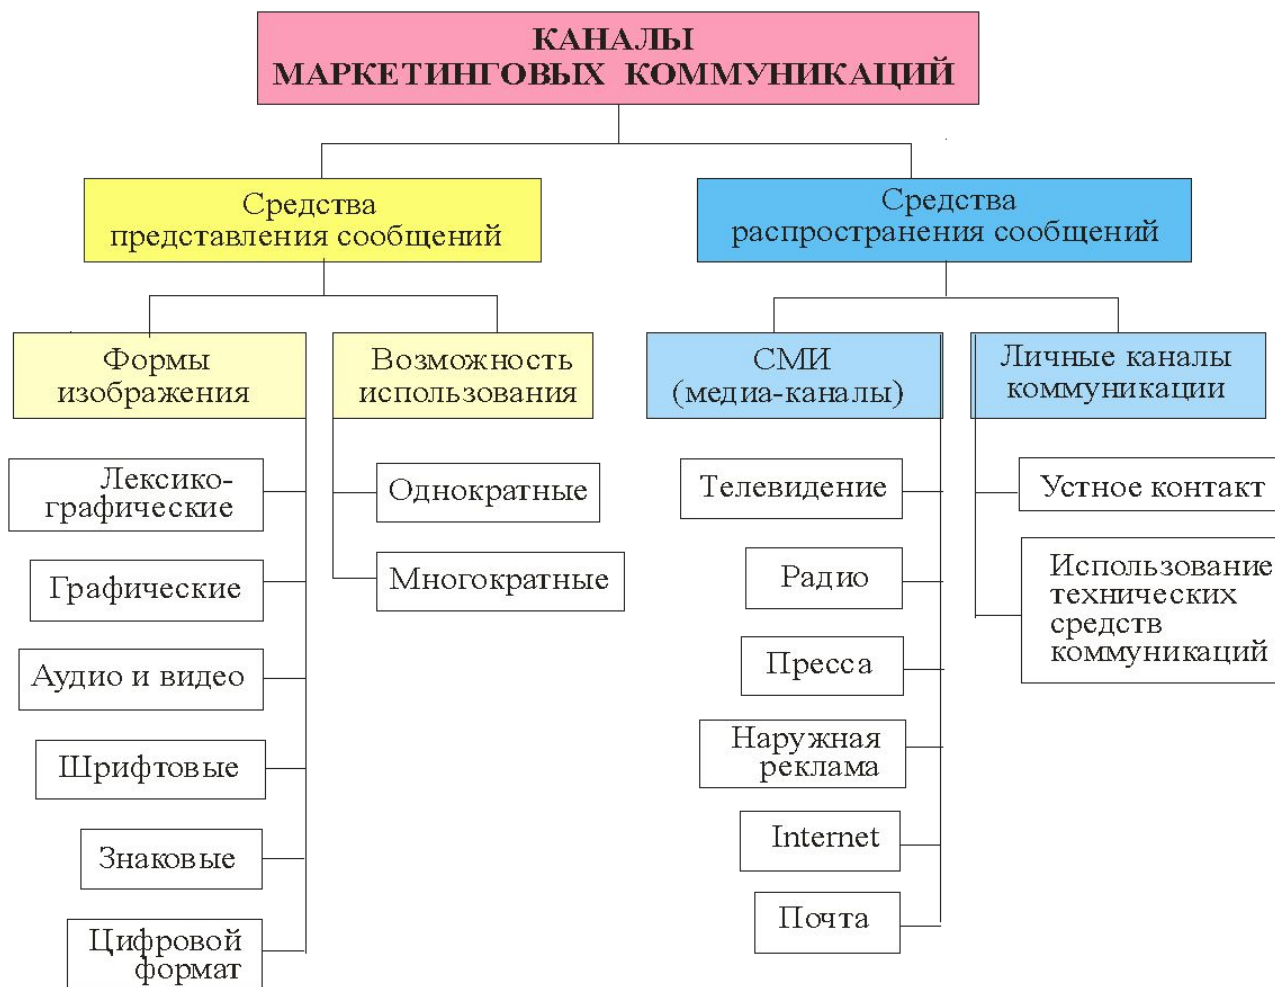 КАНАЛЫ
МАРКЕТИНГОВЫХ КОММУНИКАЦИЙ
Средства
представления сообщений
Средства
распространения сообщений
Формы
изображения
Возможность
использования
СМИ
(медиа-каналы)
Личные каналы
коммуникации
Лексико-
графические
Графические
Аудио и видео
Шрифтовые
Знаковые
Цифровой
формат
Однократные
Многократные
Телевидение
Радио
Пресса
Наружная
реклама
Internet
Почта
Устное контакт
Использование
технических
средств
коммуникаций